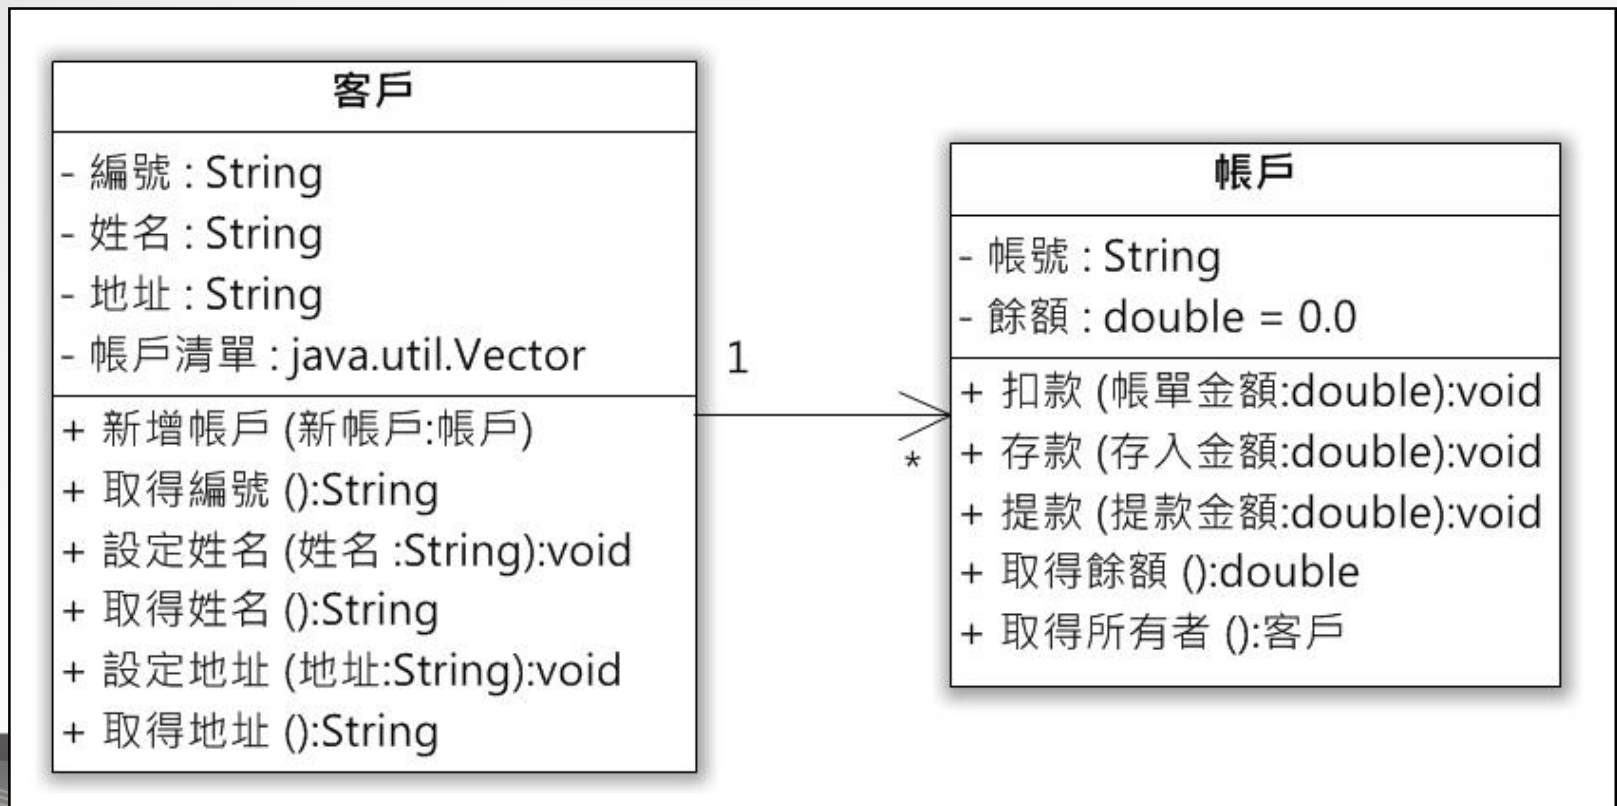 客戶
- 編號 : String
- 姓名 : String
- 地址 : String
- 帳戶清單 : java.util.Vector
+ 新增帳戶 (新帳戶:帳戶)
+ 取得編號 ():String
+ 設定姓名 (姓名 :String):void
+ 取得姓名 ():String
+ 設定地址 (地址:String):void
+ 取得地址 ():String
1
*
帳戶
- 帳號 : String
- 餘額 : double = 0.0
+ 扣款 (帳單金額:double):void
+ 存款 (存入金額:double):void
+ 提款 (提款金額:double):void
+ 取得餘額 ():double
+ 取得所有者 ():客戶